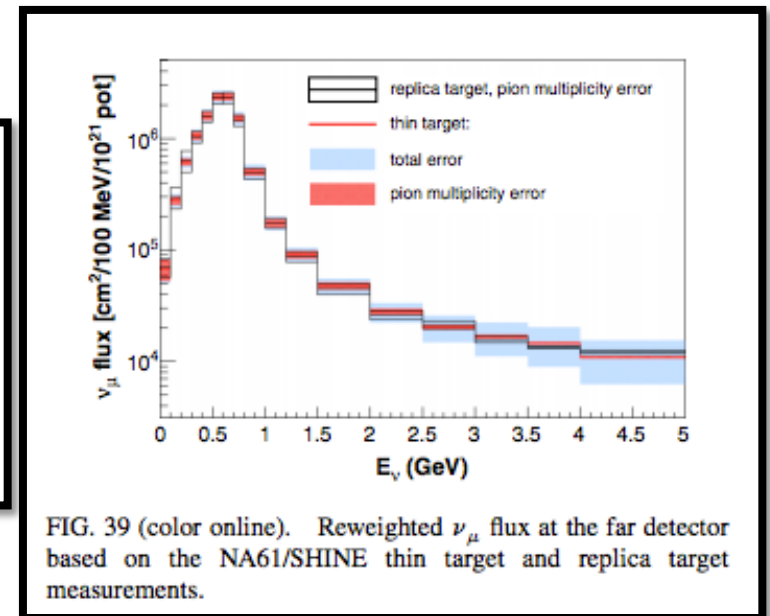 replica target, pion multiplicity error
thin target:
total error
pion multiplicity error
10⁶
10⁵
10⁴
ν_μ flux [cm²/100 MeV/10²¹ pot]
0 0.5 1 1.5 2 2.5 3 3.5 4 4.5 5
E_ν (GeV)
FIG. 39 (color online). Reweighted ν_μ flux at the far detector
based on the NA61/SHINE thin target and replica target
measurements.